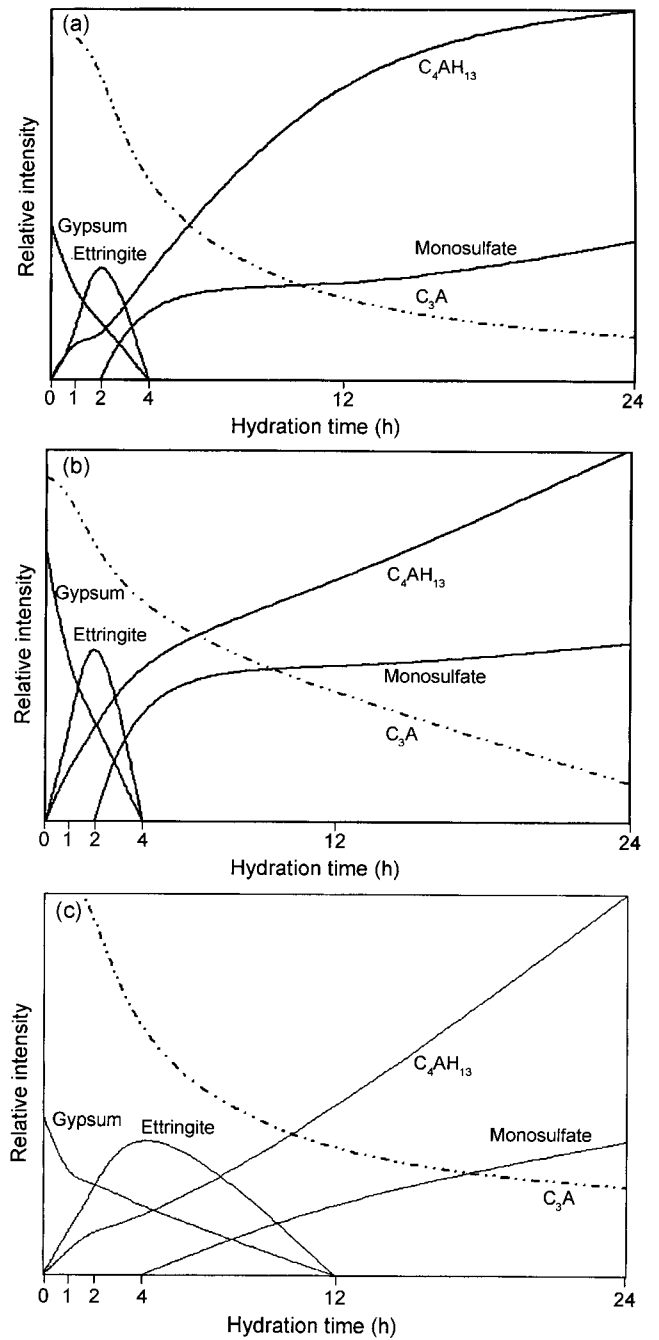 (a)
C₄AH₁₃
Gypsum
Ettringite
Monosulfate
C₃A
Relative intensity
0 1 2 4 12 24
Hydration time (h)
(b)
Gypsum
C₄AH₁₃
Ettringite
Monosulfate
C₃A
Relative intensity
0 1 2 4 12 24
Hydration time (h)
(c)
C₄AH₁₃
Gypsum
Ettringite
Monosulfate
C₃A
Relative intensity
0 1 2 4 12 24
Hydration time (h)